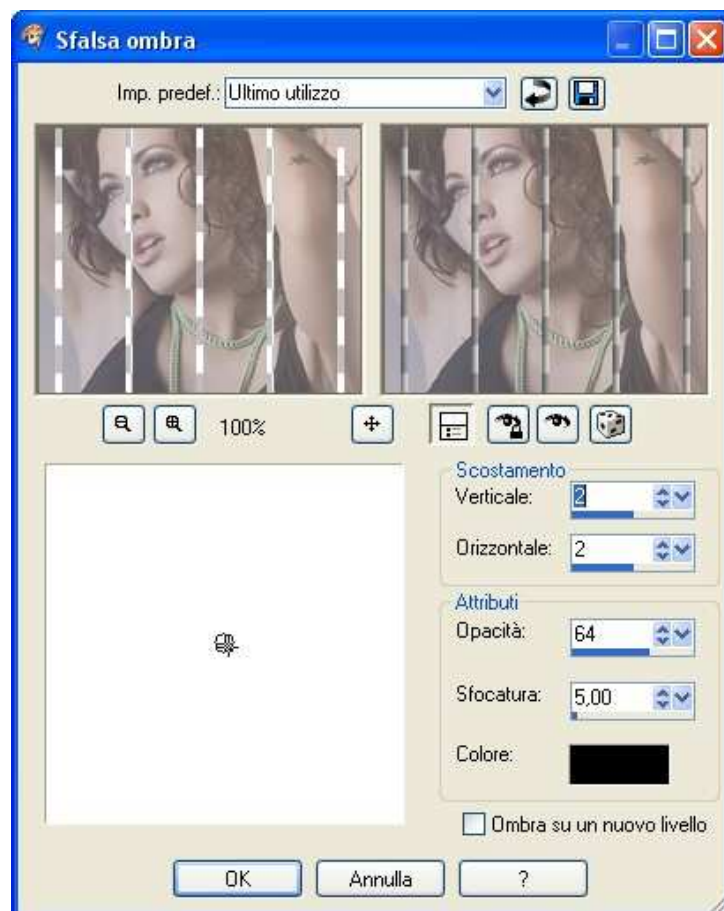 Sfalsa ombra
Imp. predef.: Ultimo utilizzo
100%
Scostamento
Verticale: 2
Orizzontale: 2
Attributi
Opacità: 64
Sfocatura: 5,00
Colore:
Ombra su un nuovo livello
OK Annulla ?